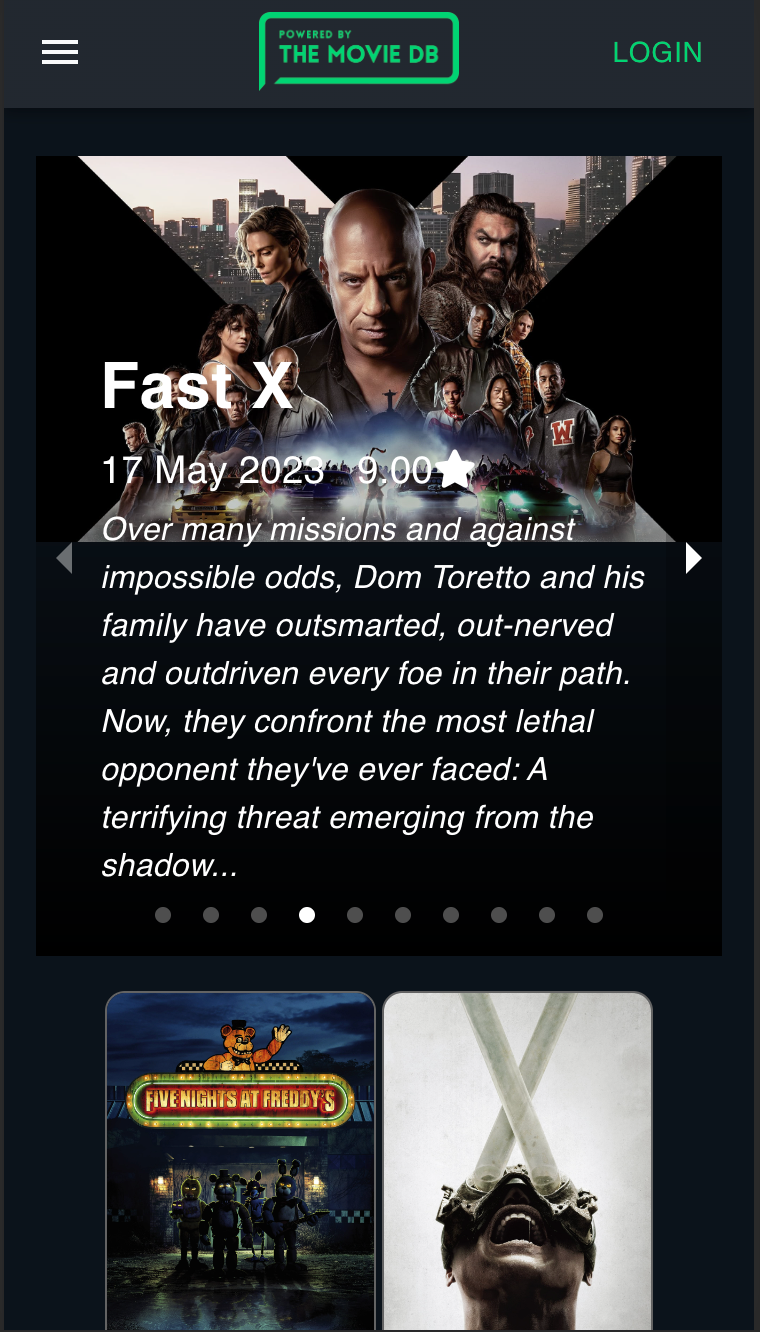 POWERED BY
THE MOVIE DB
LOGIN
Fast X
17 May 2023 9.00
Over many missions and against
impossible odds, Dom Toretto and his
family have outsmarted, out-nerved
and outdriven every foe in their path.
Now, they confront the most lethal
opponent they've ever faced: A
terrifying threat emerging from the
shadow...
FIVE NIGHTS AT FREDDY'S